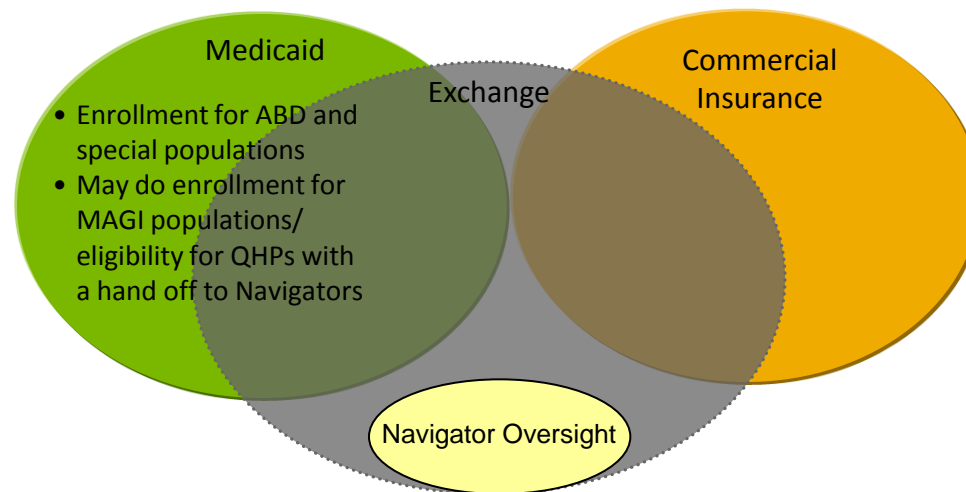 Medicaid
• Enrollment for ABD and
special populations
• May do enrollment for
MAGI populations/
eligibility for QHPs with
a hand off to Navigators
Exchange
Commercial
Insurance
Navigator Oversight